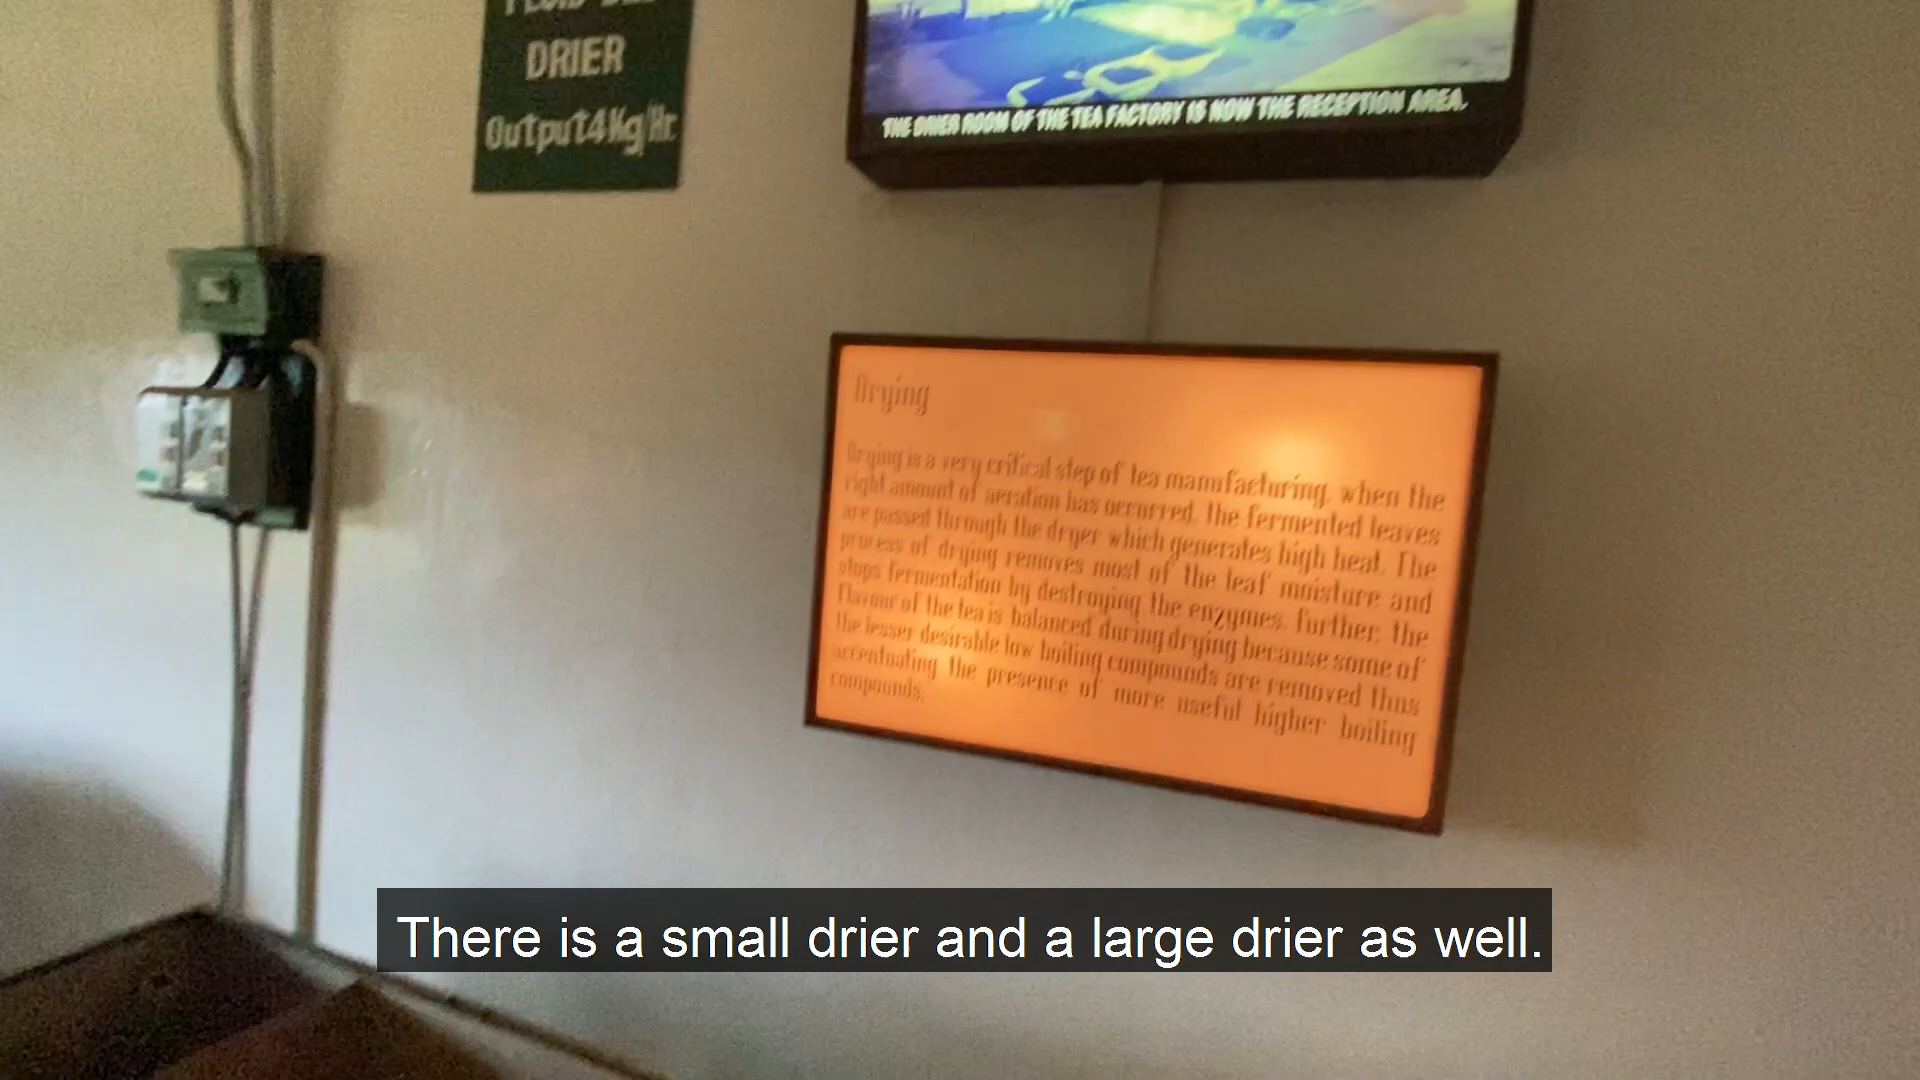 FLUID BED
DRIER
Output4Kg/Hr.
THE DRIER ROOM OF THE TEA FACTORY IS NOW THE RECEPTION AREA.
Drying
Drying is a very critical step of tea manufacturing, when the
right amount of aeration has occurred, the fermented leaves
are passed through the dryer which generates high heat. The
process of drying removes most of the leaf moisture and
stops fermentation by destroying the enzymes. Further; the
flavour of the tea is balanced during drying because some of
the lesser desirable low boiling compounds are removed thus
accentuating the presence of more useful higher boiling
compounds.
There is a small drier and a large drier as well.